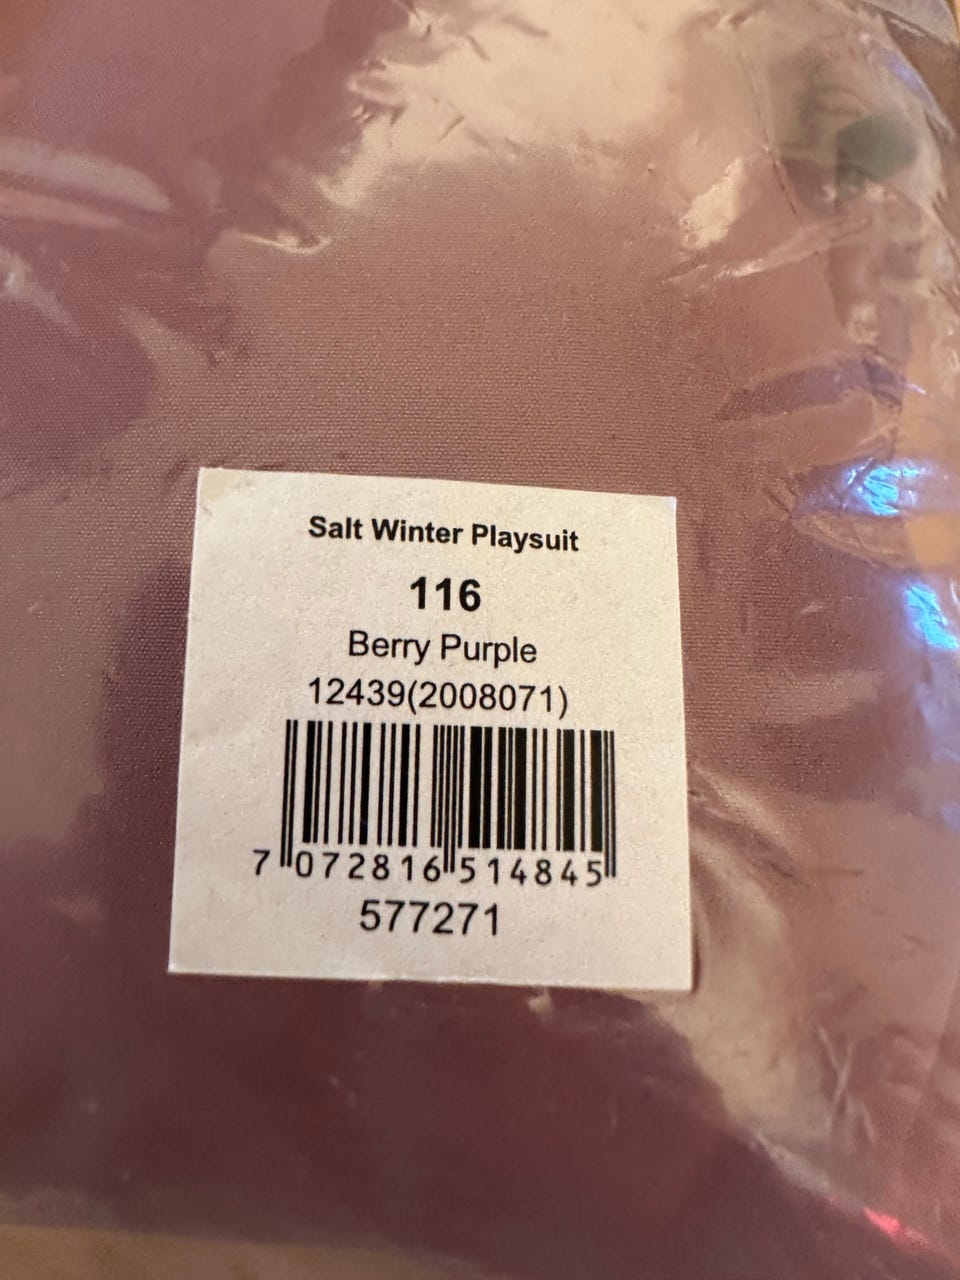 Salt Winter Playsuit
116
Berry Purple
12439(2008071)
7 072816 514845
577271